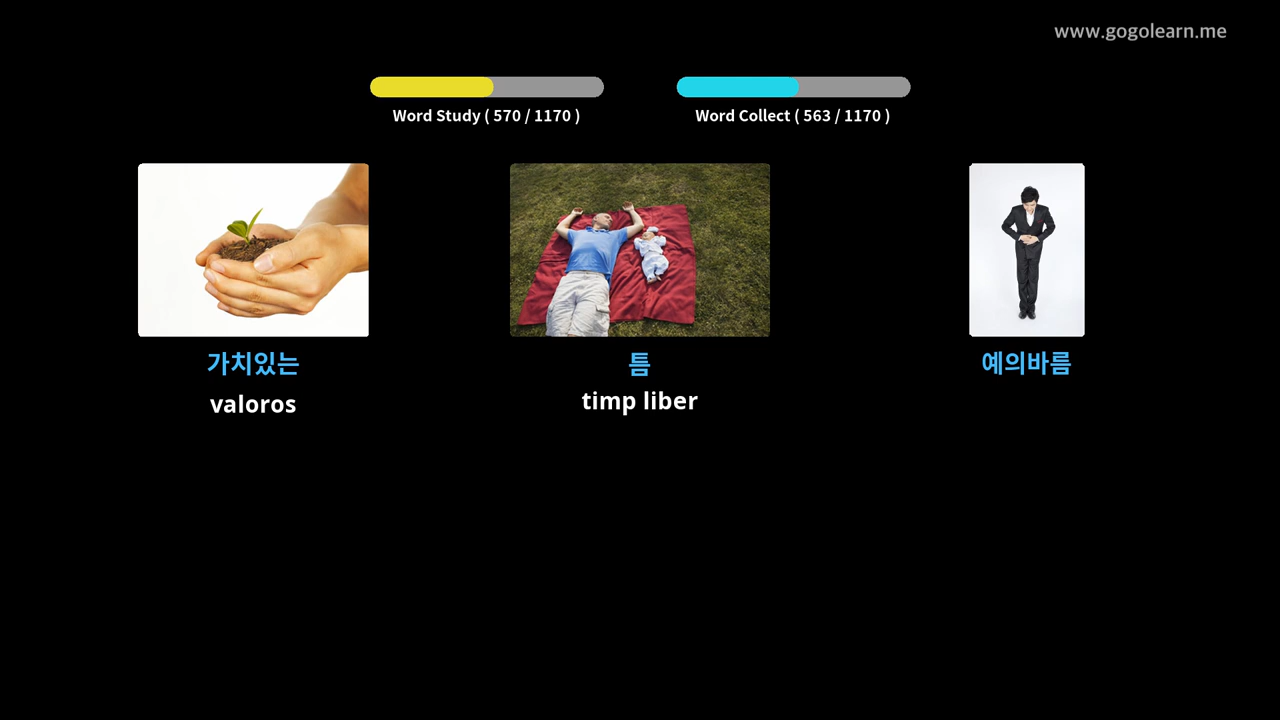 www.gogolearn.me
Word Study ( 570 / 1170 )
Word Collect ( 563 / 1170 )
가치있는
valoros
틈
timp liber
예의바름